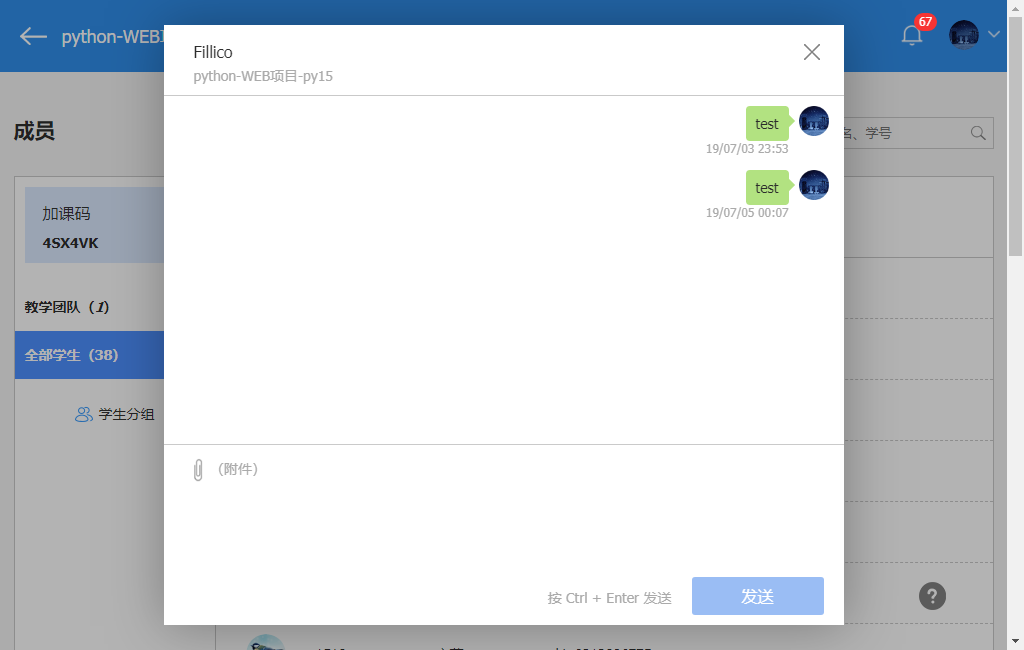 python-WEB
67
Fillico
python-WEB项目-py15
成员
名、学号
test
19/07/03 23:53
test
19/07/05 00:07
加课码
4SX4VK
教学团队（1）
全部学生（38）
学生分组
（附件）
按 Ctrl + Enter 发送
发送
?